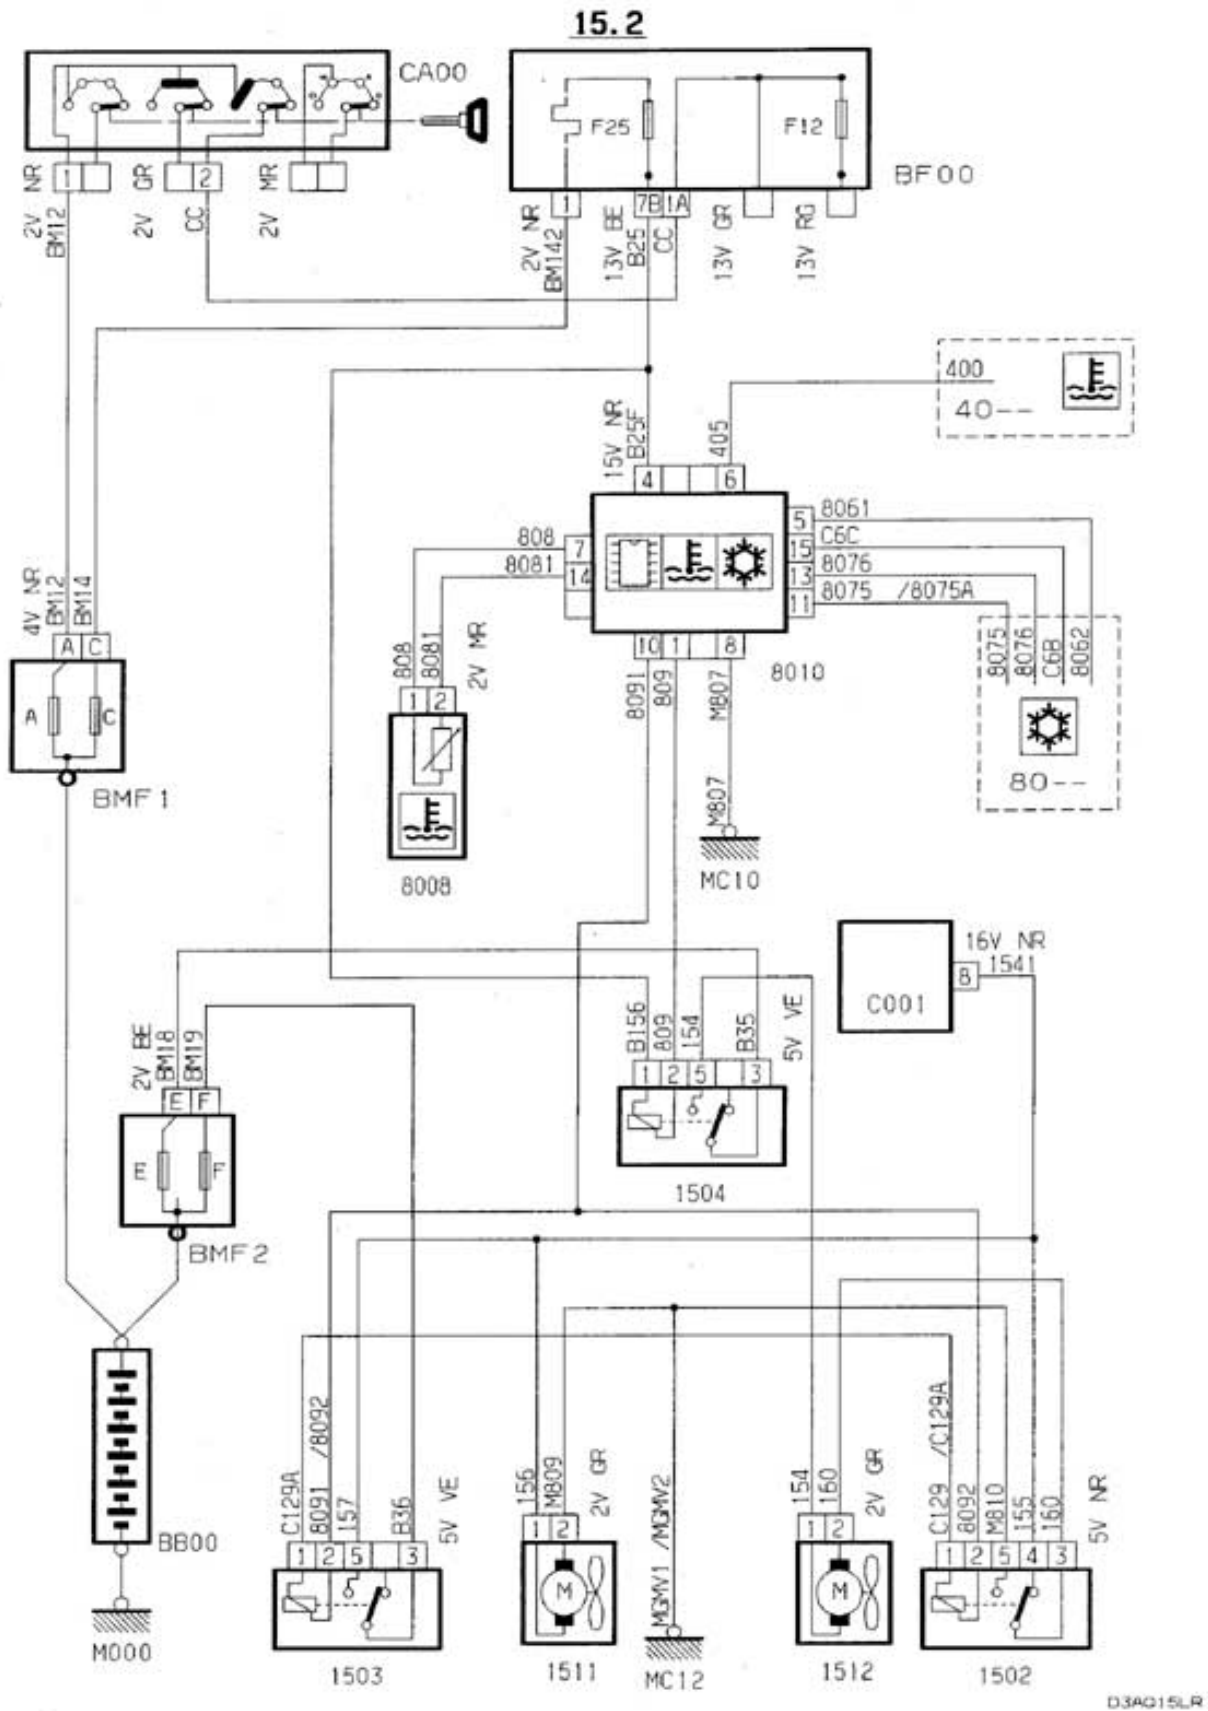 15.2
CA00
F25
F12
BF00
1
2
2V NR
BM12
2V GR
CC
2V MR
1
7B
1A
2V NR
BM142
13V BE
B25
CC
13V GR
13V RG
400
40--
15V NR
B25F
405
4
6
808
8081
7
14
5
15
13
11
8061
C6C
8076
8075 /8075A
10
1
8
8010
8075
8076
C6B
8062
80--
4V NR
BM12
BM14
A
C
A
C
BMF1
808
8081
2V MR
1
2
8008
8091
809
M807
M807
MC10
C001
8
16V NR
1541
B156
809
154
B35
5V VE
1
2
5
3
1504
2V BE
BM18
BM19
E
F
E
F
BMF2
BB00
M000
C129A
8091 /8092
157
B36
5V VE
1
2
5
3
1503
156
M809
2V GR
1
2
M
1511
MGMV1 /MGMV2
MC12
154
160
2V GR
1
2
M
1512
C129 /C129A
8092
M810
155
160
5V NR
1
2
5
4
3
1502
D3AQ15LR